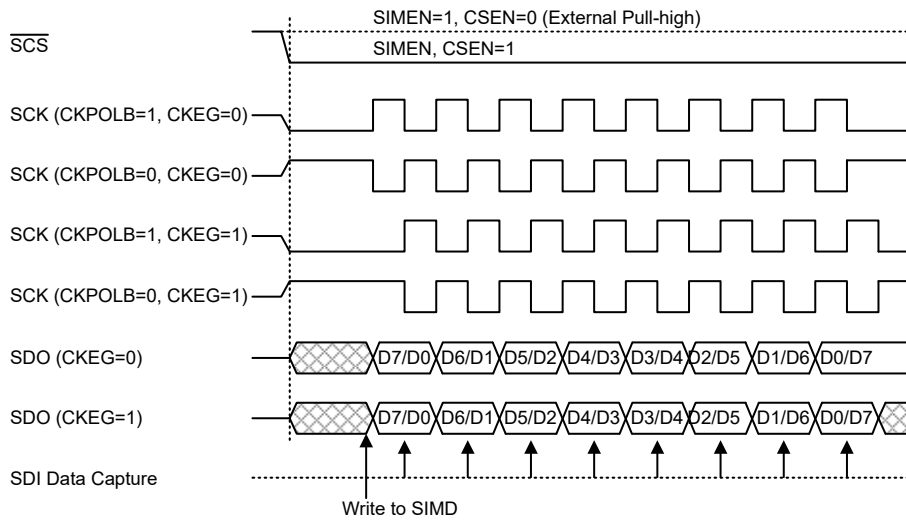 SIMEN=1, CSEN=0 (External Pull-high)
SCS
SIMEN, CSEN=1
SCK (CKPOLB=1, CKEG=0)
SCK (CKPOLB=0, CKEG=0)
SCK (CKPOLB=1, CKEG=1)
SCK (CKPOLB=0, CKEG=1)
SDO (CKEG=0) D7/D0 D6/D1 D5/D2 D4/D3 D3/D4 D2/D5 D1/D6 D0/D7
SDO (CKEG=1) D7/D0 D6/D1 D5/D2 D4/D3 D3/D4 D2/D5 D1/D6 D0/D7
SDI Data Capture
Write to SIMD